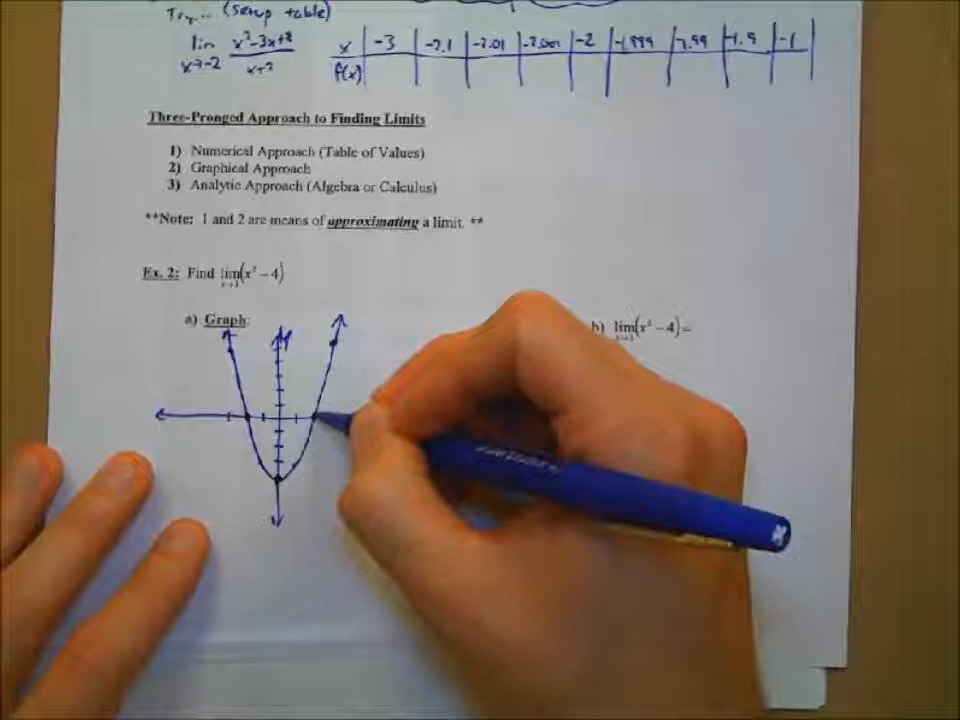 Try... (Setup table)
lim x²-3x+2
x→-2 x+2
x -3 -2.1 -2.01 -2.001 -2 -1.999 -1.99 -1.9 -1
f(x)
Three-Pronged Approach to Finding Limits
1) Numerical Approach (Table of Values)
2) Graphical Approach
3) Analytic Approach (Algebra or Calculus)
**Note: 1 and 2 are means of approximating a limit. **
Ex. 2: Find lim(x² – 4)
a) Graph: b) lim(x² – 4)=